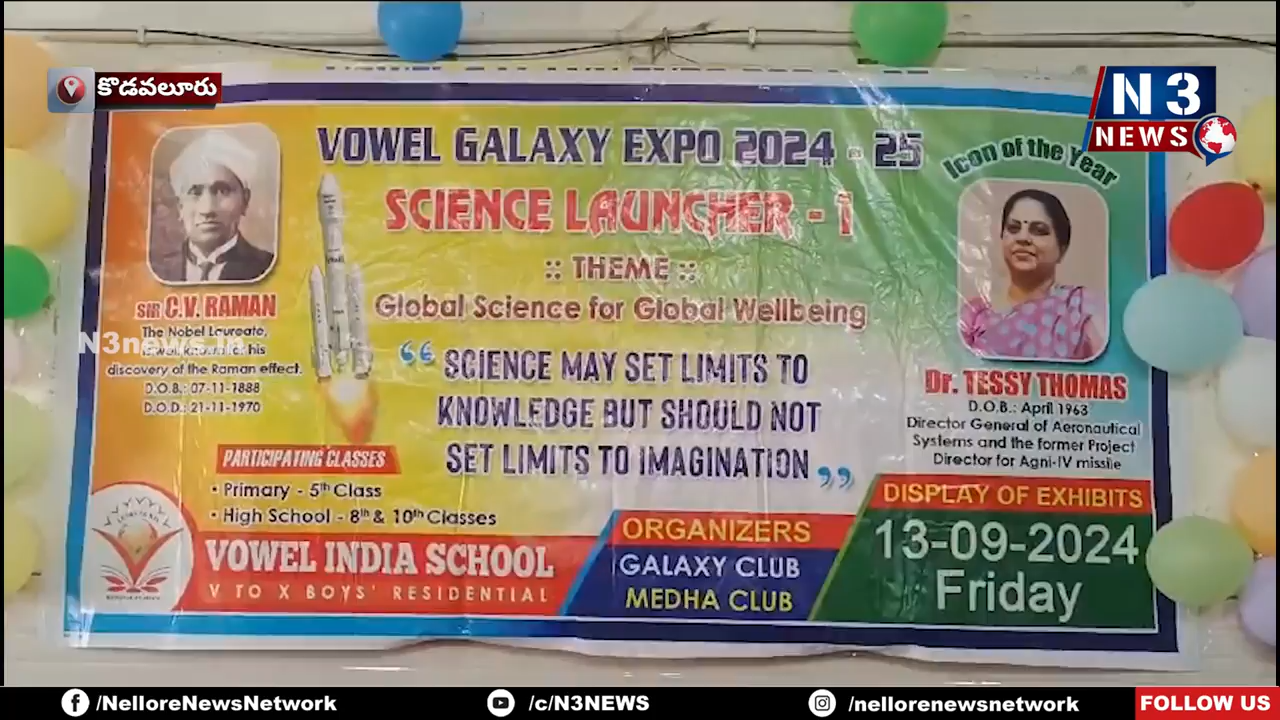 కొడవలూరు
N3
NEWS
VOWEL GALAXY EXPO 2024 - 25
SCIENCE LAUNCHER - 1
:: THEME ::
Global Science for Global Wellbeing
“ SCIENCE MAY SET LIMITS TO
KNOWLEDGE BUT SHOULD NOT
SET LIMITS TO IMAGINATION ”
SIR C.V. RAMAN
The Nobel Laureate,
is well known for his
discovery of the Raman effect.
D.O.B.: 07-11-1888
D.O.D.: 21-11-1970
N3news.in
Icon of the Year
Dr. TESSY THOMAS
D.O.B.: April 1963
Director General of Aeronautical
Systems and the former Project
Director for Agni-IV missile
PARTICIPATING CLASSES
• Primary - 5th Class
• High School - 8th & 10th Classes
VOWEL INDIA SCHOOL
V TO X BOYS' RESIDENTIAL
ORGANIZERS
GALAXY CLUB
MEDHA CLUB
DISPLAY OF EXHIBITS
13-09-2024
Friday
/NelloreNewsNetwork
/c/N3NEWS
/nellorenewsnetwork
FOLLOW US